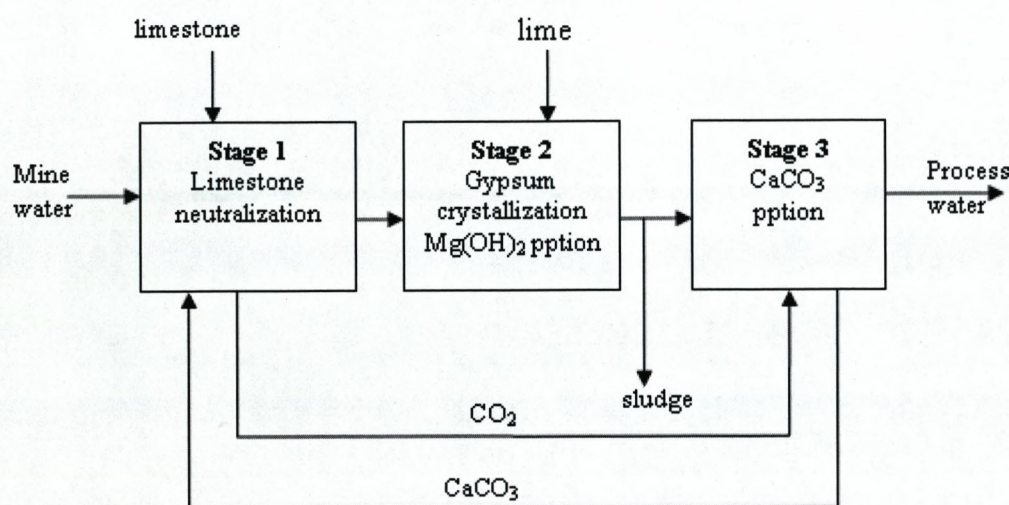 limestone
lime
Mine
water
Stage 1
Limestone
neutralization
Stage 2
Gypsum
crystallization
Mg(OH)₂ pption
Stage 3
CaCO₃
pption
Process
water
sludge
CO₂
CaCO₃